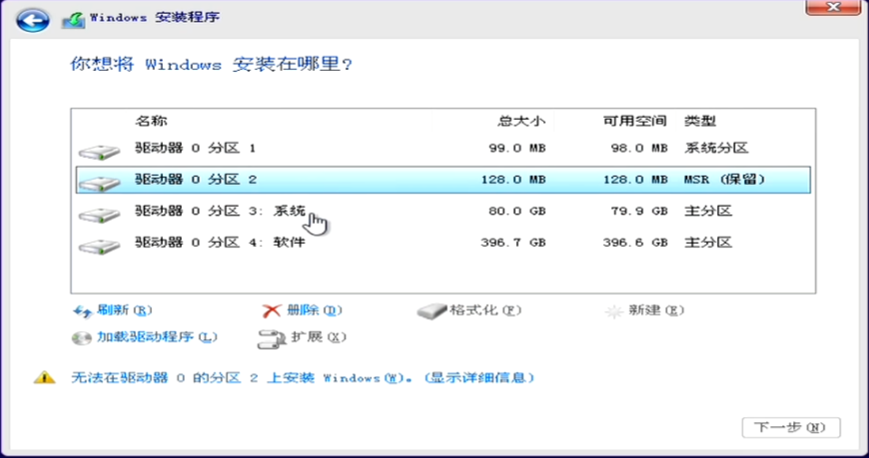 Windows 安装程序
你想将 Windows 安装在哪里?
名称 总大小 可用空间 类型
驱动器 0 分区 1 99.0 MB 98.0 MB 系统分区
驱动器 0 分区 2 128.0 MB 128.0 MB MSR (保留)
驱动器 0 分区 3: 系统 80.0 GB 79.9 GB 主分区
驱动器 0 分区 4: 软件 396.7 GB 396.6 GB 主分区
刷新(R) 删除(D) 格式化(F) 新建(E)
加载驱动程序(L) 扩展(X)
无法在驱动器 0 的分区 2 上安装 Windows(W)。(显示详细信息)
下一步(N)